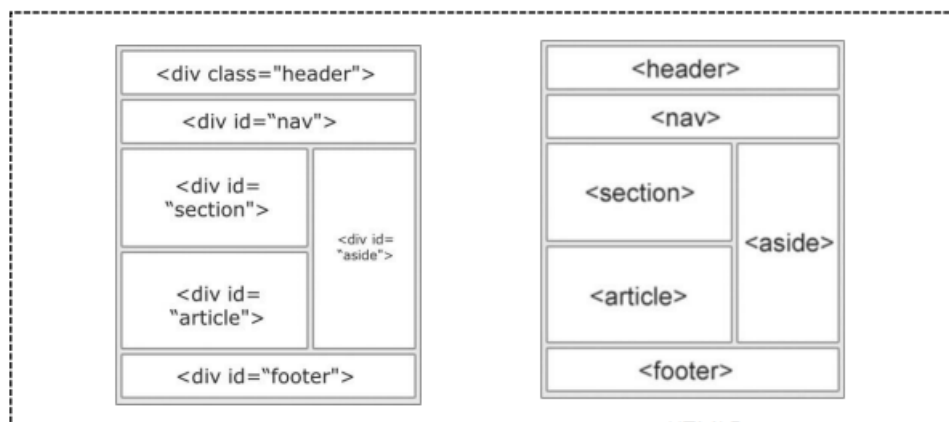 <div class="header">
<div id=“nav">
<div id=
“section">
<div id=
“aside">
<div id=
“article">
<div id=“footer">
<header>
<nav>
<section>
<aside>
<article>
<footer>